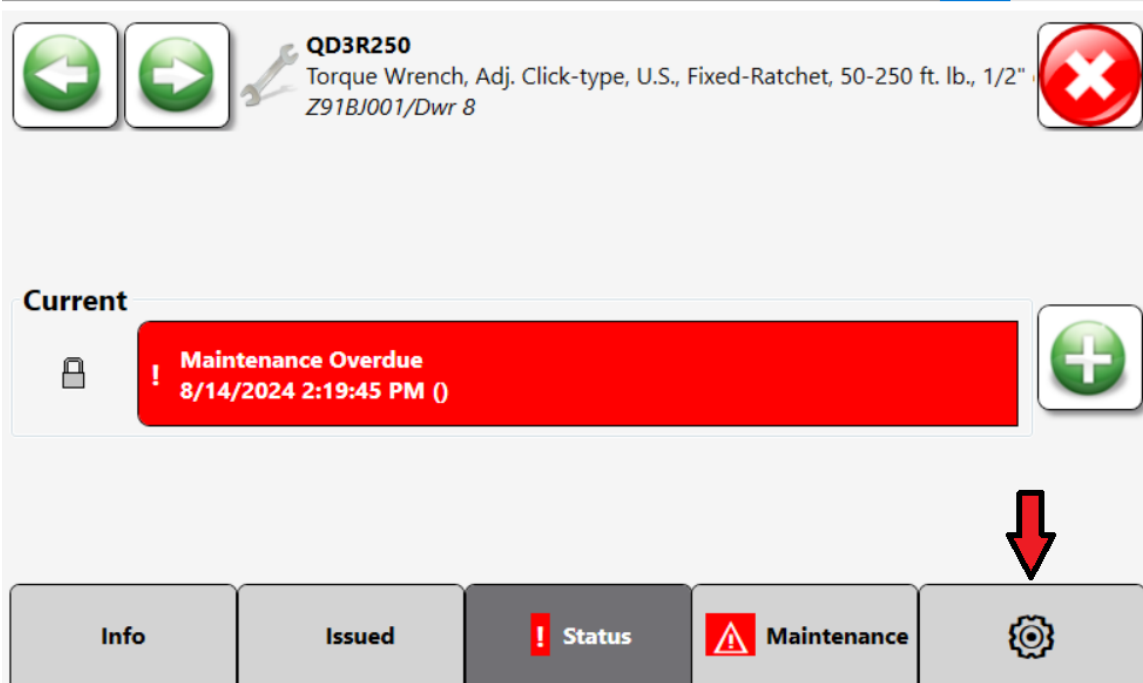 QD3R250
Torque Wrench, Adj. Click-type, U.S., Fixed-Ratchet, 50-250 ft. lb., 1/2"
Z91BJ001/Dwr 8
Current
! Maintenance Overdue
8/14/2024 2:19:45 PM ()
Info
Issued
! Status
Maintenance